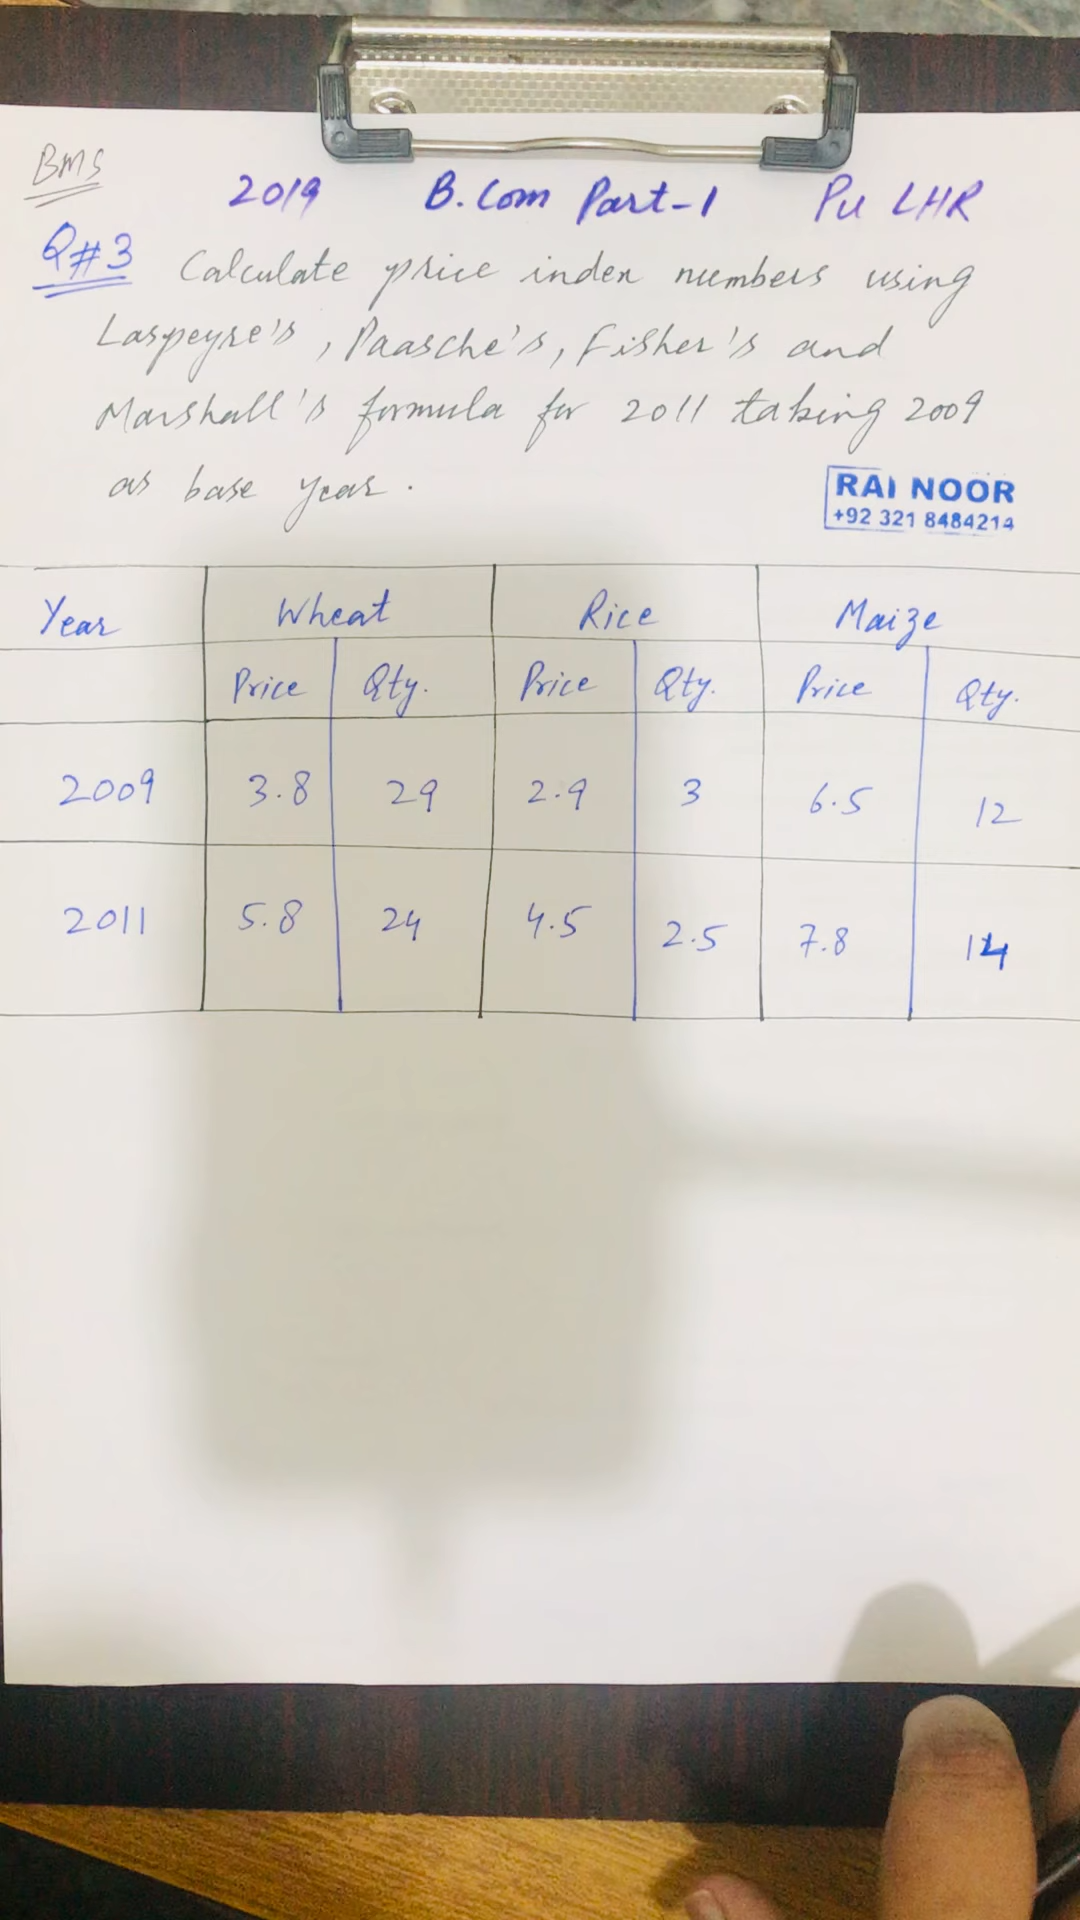 BMS
2019 B.Com Part-1 PU LHR
Q#3 Calculate price index numbers using
Laspeyre's, Paasche's, Fisher's and
Marshall's formula for 2011 taking 2009
as base year.
RAI NOOR
+92 321 8484214
Year Wheat Rice Maize
Price Qty. Price Qty. Price Qty.
2009 3.8 29 2.9 3 6.5 12
2011 5.8 24 4.5 2.5 7.8 14